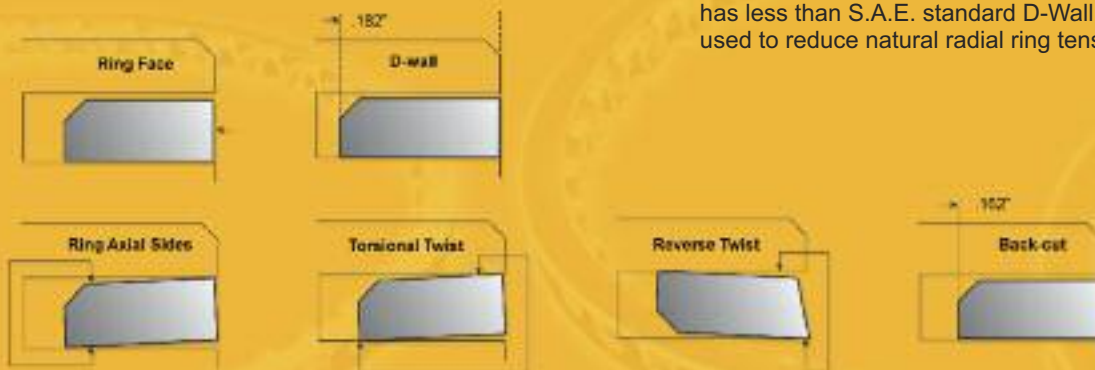 has less than S.A.E. standard D-Wall
used to reduce natural radial ring tens
.182"
Ring Face
D-wall
Ring Axial Sides
Torsional Twist
Reverse Twist
.162"
Back-cut